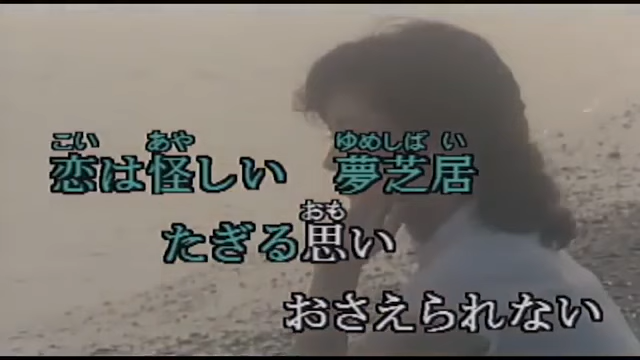 こい あや ゆめしばい
恋は怪しい 夢芝居
おも
たぎる思い
おさえられない